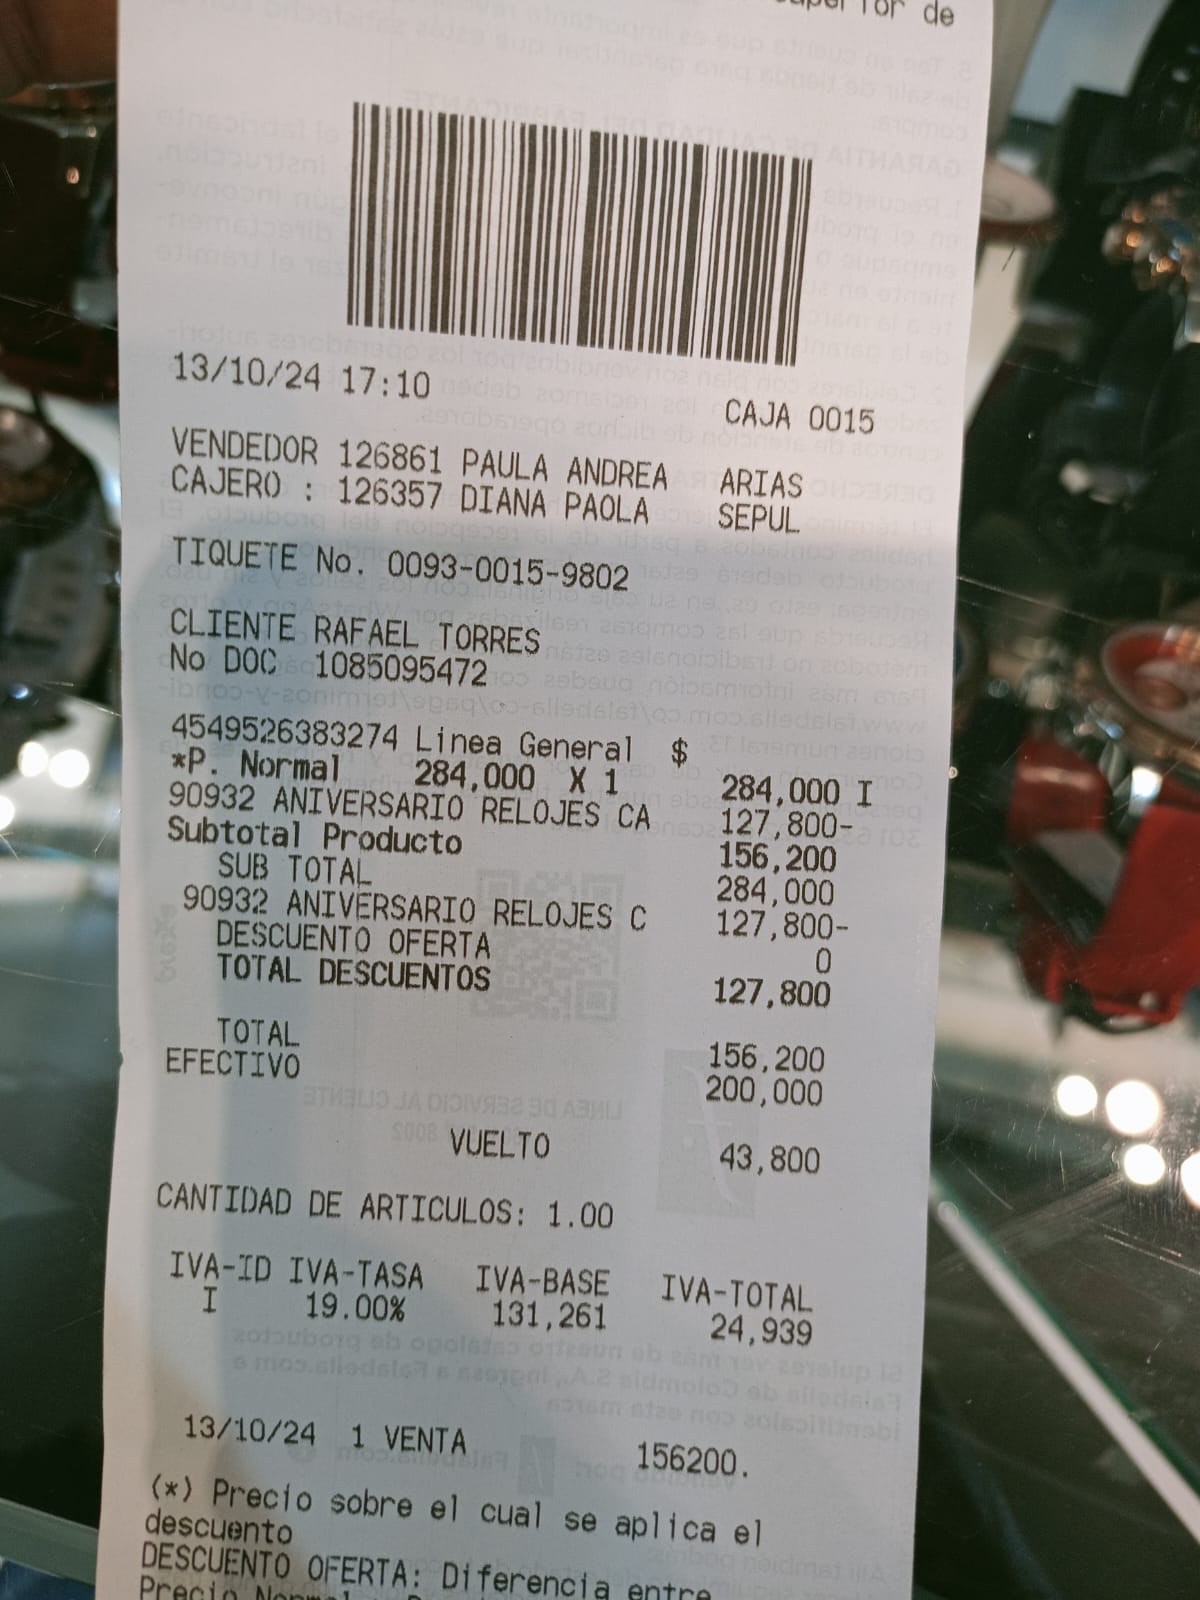 de
13/10/24 17:10
CAJA 0015
VENDEDOR 126861 PAULA ANDREA ARIAS
CAJERO : 126357 DIANA PAOLA SEPUL
TIQUETE No. 0093-0015-9802
CLIENTE RAFAEL TORRES
No DOC 1085095472
4549526383274 Linea General $
*P. Normal 284,000 X 1 284,000 I
90932 ANIVERSARIO RELOJES CA 127,800-
Subtotal Producto 156,200
SUB TOTAL 284,000
90932 ANIVERSARIO RELOJES C 127,800-
DESCUENTO OFERTA 0
TOTAL DESCUENTOS 127,800
TOTAL 156,200
EFECTIVO 200,000
VUELTO 43,800
CANTIDAD DE ARTICULOS: 1.00
IVA-ID IVA-TASA IVA-BASE IVA-TOTAL
I 19.00% 131,261 24,939
13/10/24 1 VENTA 156200.
(*) Precio sobre el cual se aplica el
descuento
DESCUENTO OFERTA: Diferencia entre
Precio Normal